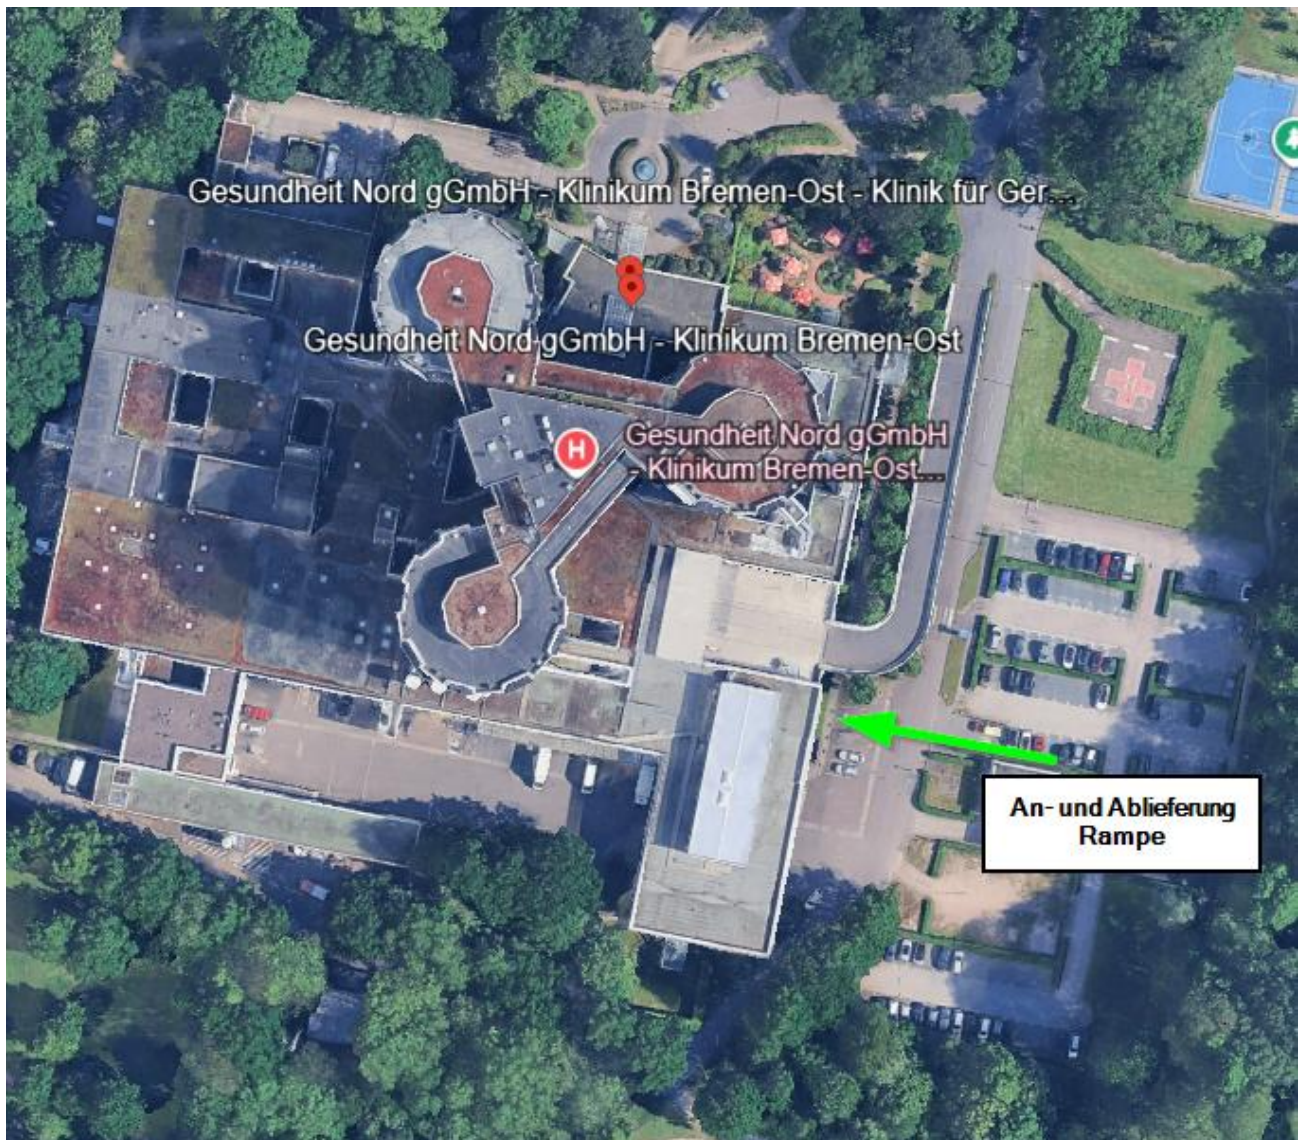 Gesundheit Nord gGmbH - Klinikum Bremen-Ost - Klinik für Ger...
Gesundheit Nord gGmbH - Klinikum Bremen-Ost
H
Gesundheit Nord gGmbH
- Klinikum Bremen-Ost...
An- und Ablieferung
Rampe